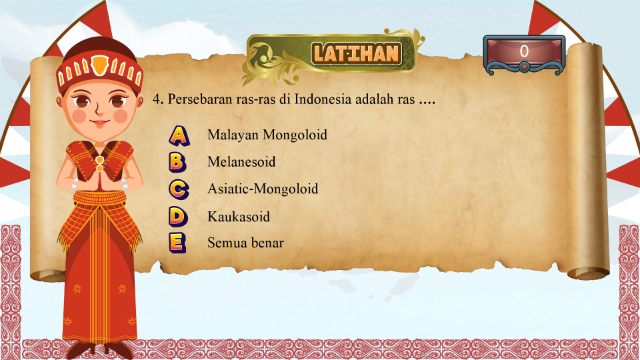 LATIHAN
0
4. Persebaran ras-ras di Indonesia adalah ras ....
A Malayan Mongoloid
B Melanesoid
C Asiatic-Mongoloid
D Kaukasoid
E Semua benar